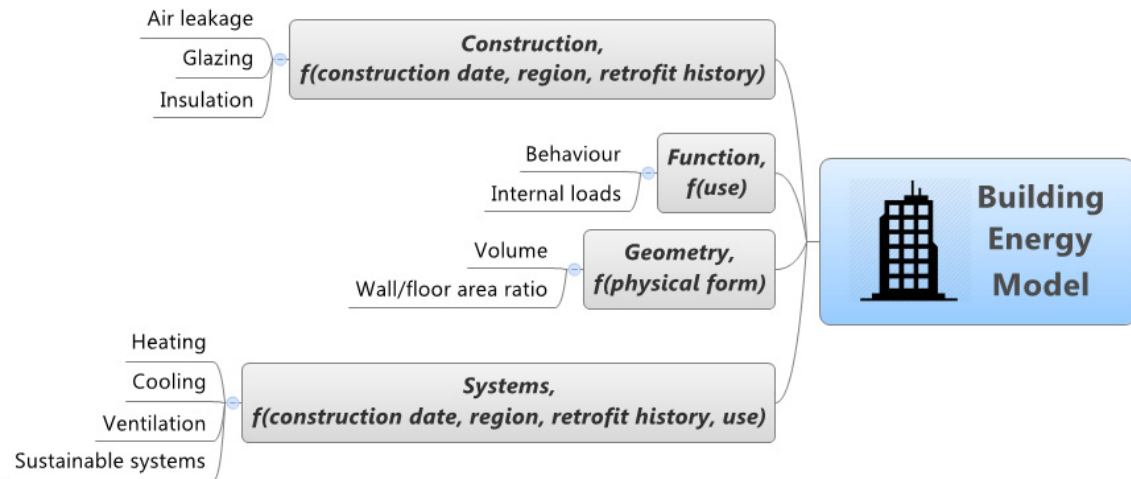 Air leakage
Glazing
Insulation
Construction,
f(construction date, region, retrofit history)
Behaviour
Internal loads
Function,
f(use)
Volume
Wall/floor area ratio
Geometry,
f(physical form)
Heating
Cooling
Ventilation
Sustainable systems
Systems,
f(construction date, region, retrofit history, use)
Building
Energy
Model